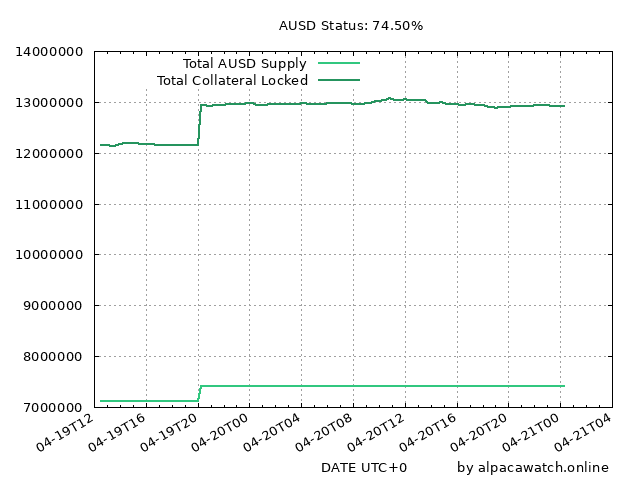 AUSD Status: 74.50%
14000000
Total AUSD Supply
Total Collateral Locked
13000000
12000000
11000000
10000000
9000000
8000000
7000000
04-19T12 04-19T16 04-19T20 04-20T00 04-20T04 04-20T08 04-20T12 04-20T16 04-20T20 04-21T00 04-21T04
DATE UTC+0 by alpacawatch.online